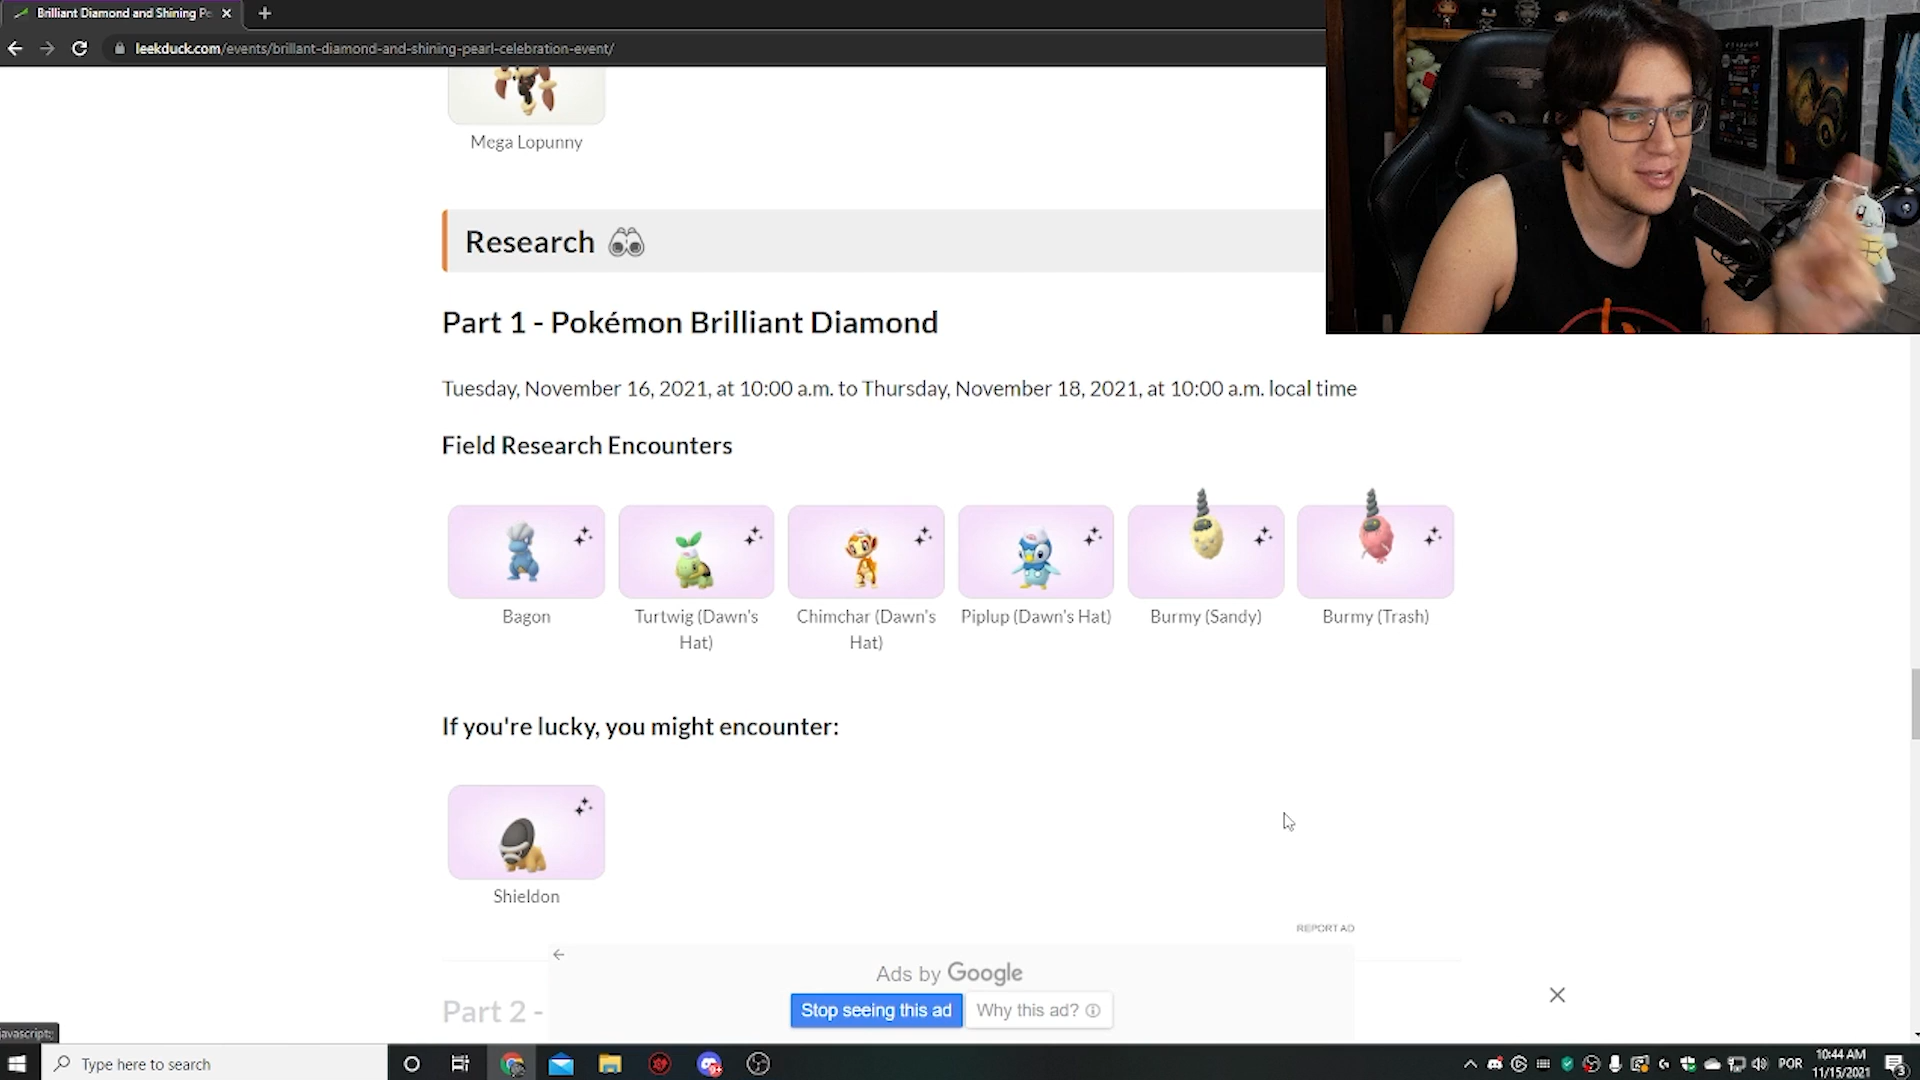 Brilliant Diamond and Shining Pe
leekduck.com/events/brillant-diamond-and-shining-pearl-celebration-event/
Mega Lopunny
Research
Part 1 - Pokémon Brilliant Diamond
Tuesday, November 16, 2021, at 10:00 a.m. to Thursday, November 18, 2021, at 10:00 a.m. local time
Field Research Encounters
Bagon
Turtwig (Dawn's
Hat)
Chimchar (Dawn's
Hat)
Piplup (Dawn's Hat)
Burmy (Sandy)
Burmy (Trash)
If you're lucky, you might encounter:
Shieldon
REPORT AD
Ads by Google
Stop seeing this ad
Why this ad?
Part 2 -
javascript:;
Type here to search
POR
10:44 AM
11/15/2021
3